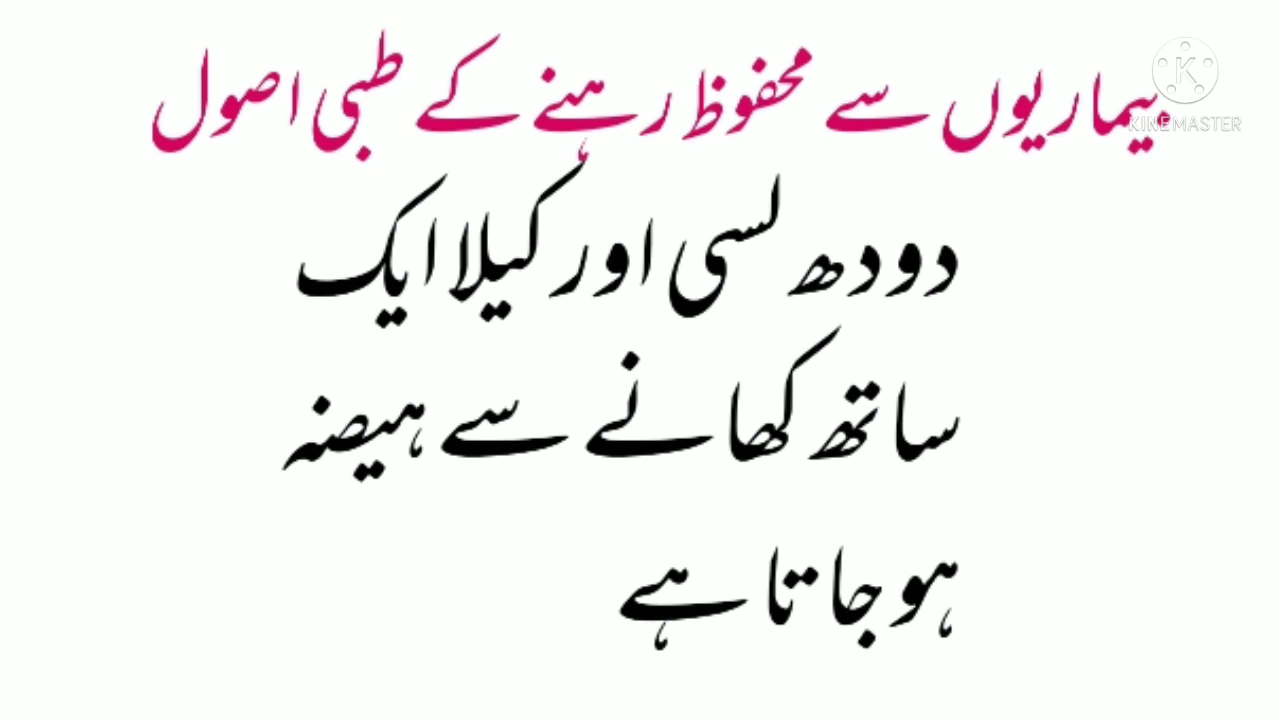 بیماریوں سے محفوظ رہنے کے طبی اصول
KINEMASTER
دودھ لسی اور کیلا ایک
ساتھ کھانے سے ہیضہ
ہو جاتا ہے